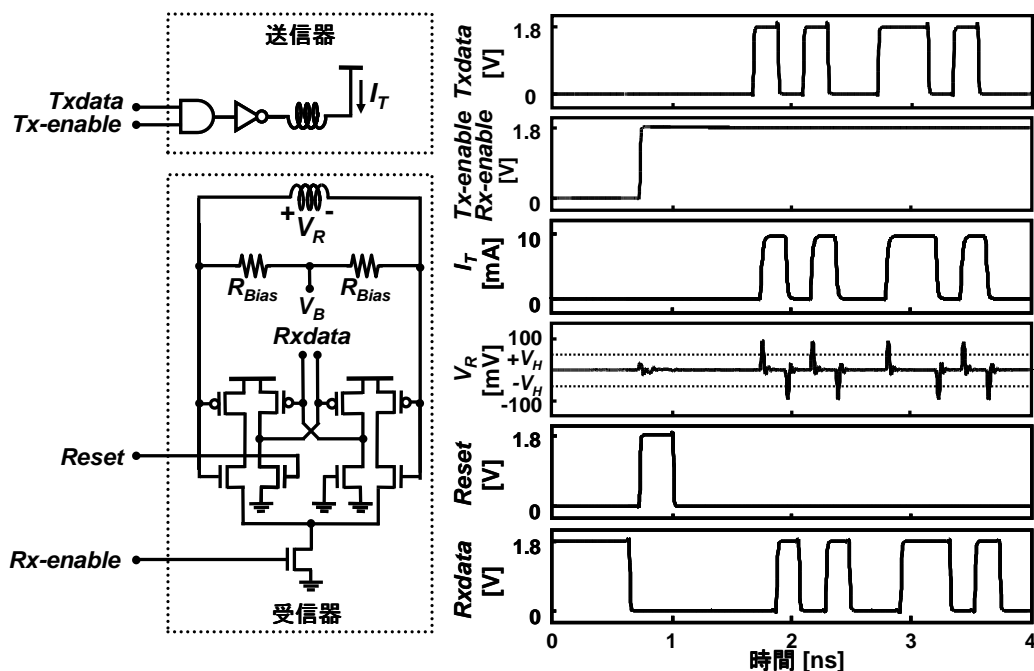 送信器
Txdata
Tx-enable
I_T
+ V_R -
R_Bias
R_Bias
V_B
Rxdata
Reset
Rx-enable
受信器
Txdata [V]
1.8
0
Tx-enable
Rx-enable
[V]
1.8
0
I_T [mA]
10
0
V_R [mV]
100
+V_H
-V_H
-100
Reset [V]
1.8
0
Rxdata [V]
1.8
0
0 1 2 3 4
時間 [ns]